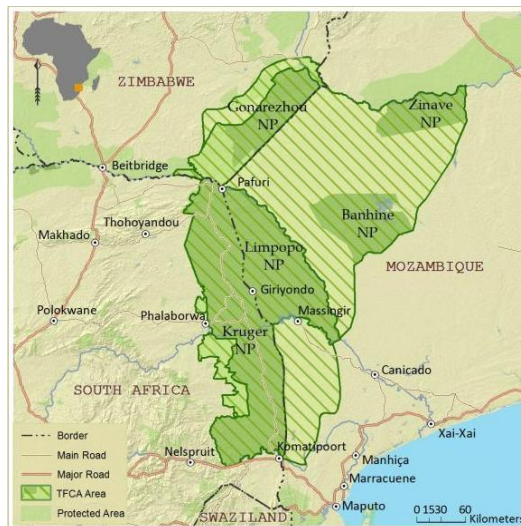 ZIMBABWE
Gonarezhou
NP
Zinave
NP
Beitbridge
Pafuri
Banhine
NP
Thohoyandou
Makhado
Limpopo
NP
MOZAMBIQUE
Giriyondo
Polokwane
Phalaborwa
Massingir
Kruger
NP
Canicado
SOUTH AFRICA
Xai-Xai
Nelspruit
Komatipoort
Manhiça
Marracuene
Maputo
SWAZILAND
Border
Main Road
Major Road
TFCA Area
Protected Area
0 1530 60
Kilometers